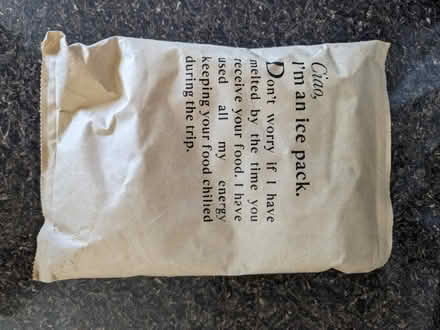 Ciao,
I'm an ice pack.
Don't worry if I have
melted by the time you
receive your food. I have
used all my energy
keeping your food chilled
during the trip.